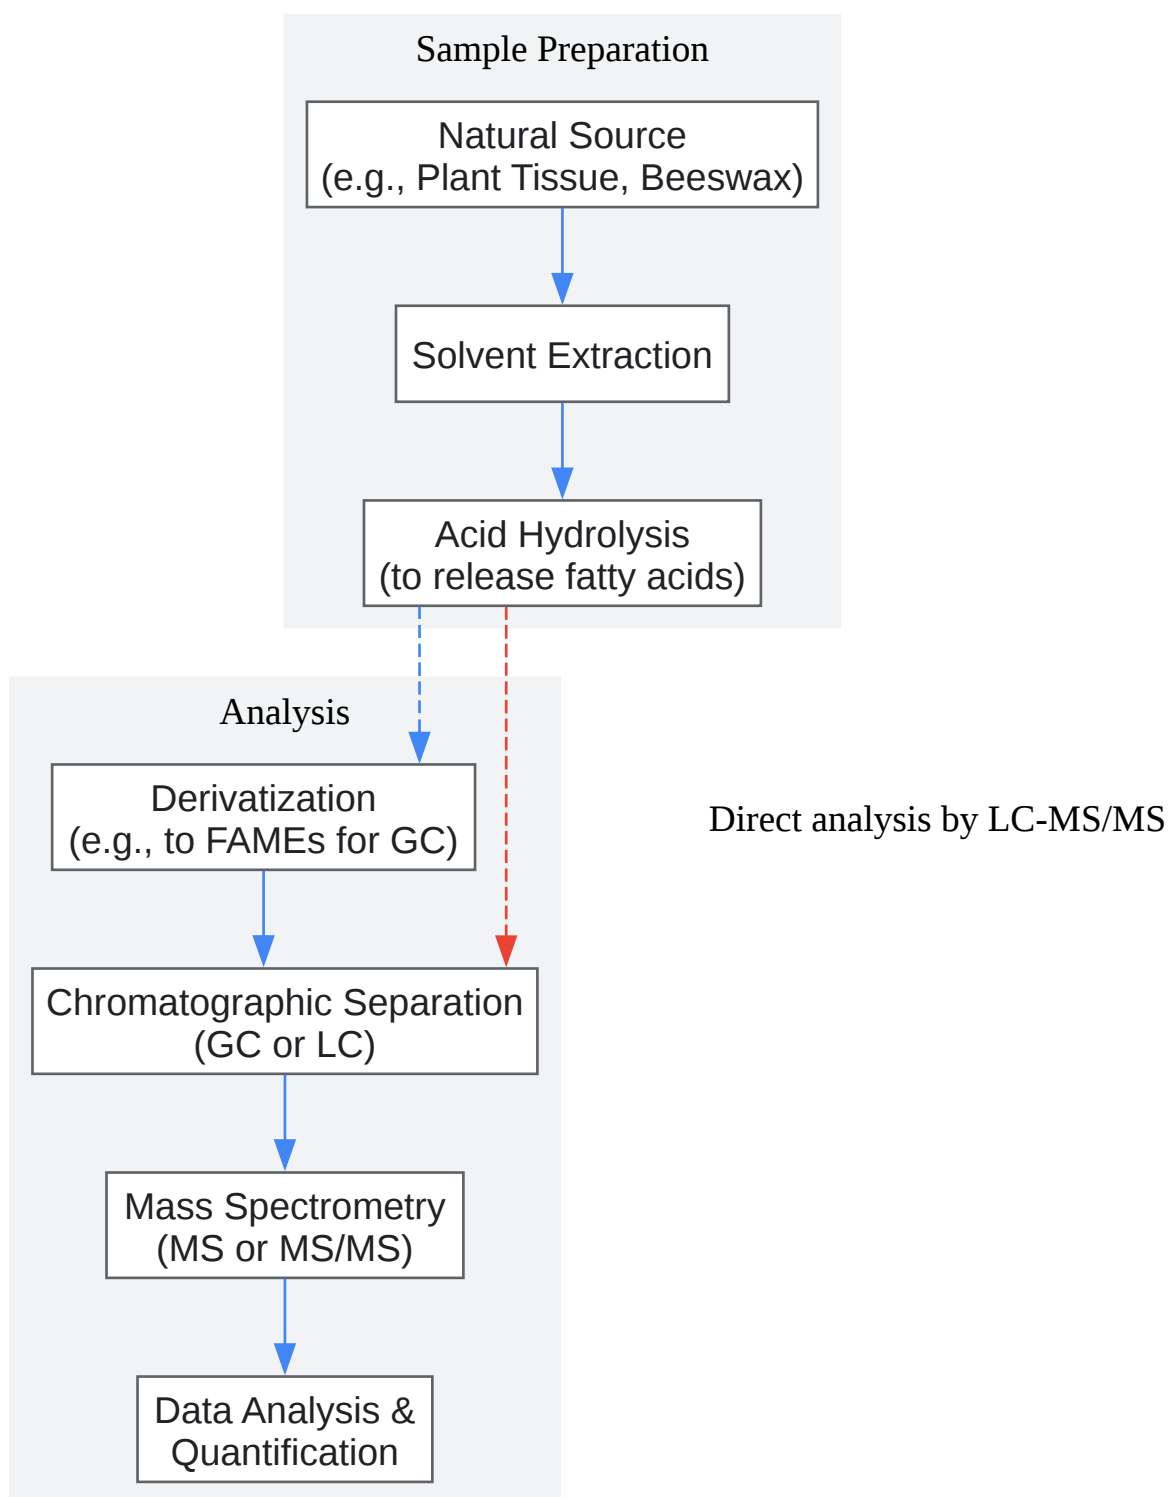 Sample Preparation
Natural Source
(e.g., Plant Tissue, Beeswax)
Solvent Extraction
Acid Hydrolysis
(to release fatty acids)
Analysis
Derivatization
(e.g., to FAMEs for GC)
Direct analysis by LC-MS/MS
Chromatographic Separation
(GC or LC)
Mass Spectrometry
(MS or MS/MS)
Data Analysis &
Quantification